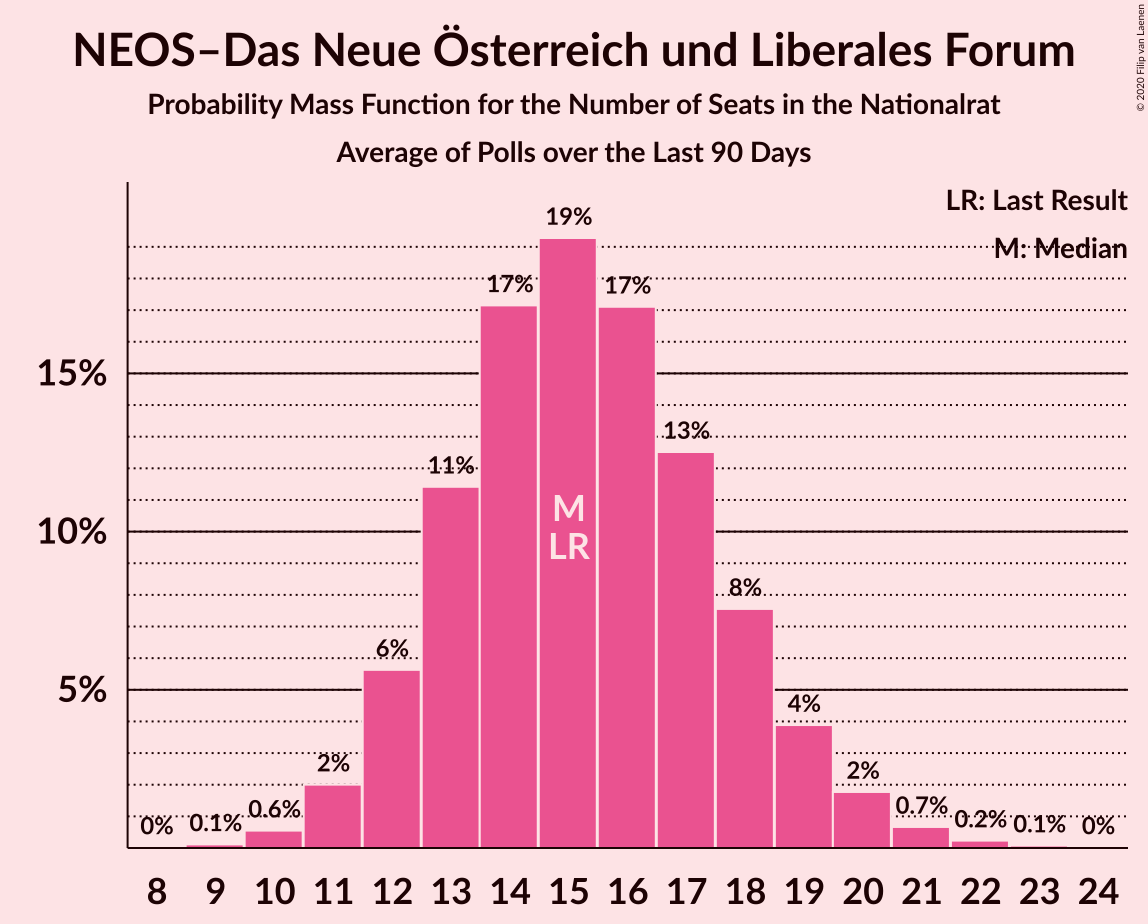 NEOS–Das Neue Österreich und Liberales Forum
Probability Mass Function for the Number of Seats in the Nationalrat
Average of Polls over the Last 90 Days
© 2020 Filip van Laenen
LR: Last Result
M: Median
15%
10%
5%
0%
0.1%
0.6%
2%
6%
11%
17%
19%
17%
13%
8%
4%
2%
0.7%
0.2%
0.1%
0%
M
LR
8 9 10 11 12 13 14 15 16 17 18 19 20 21 22 23 24